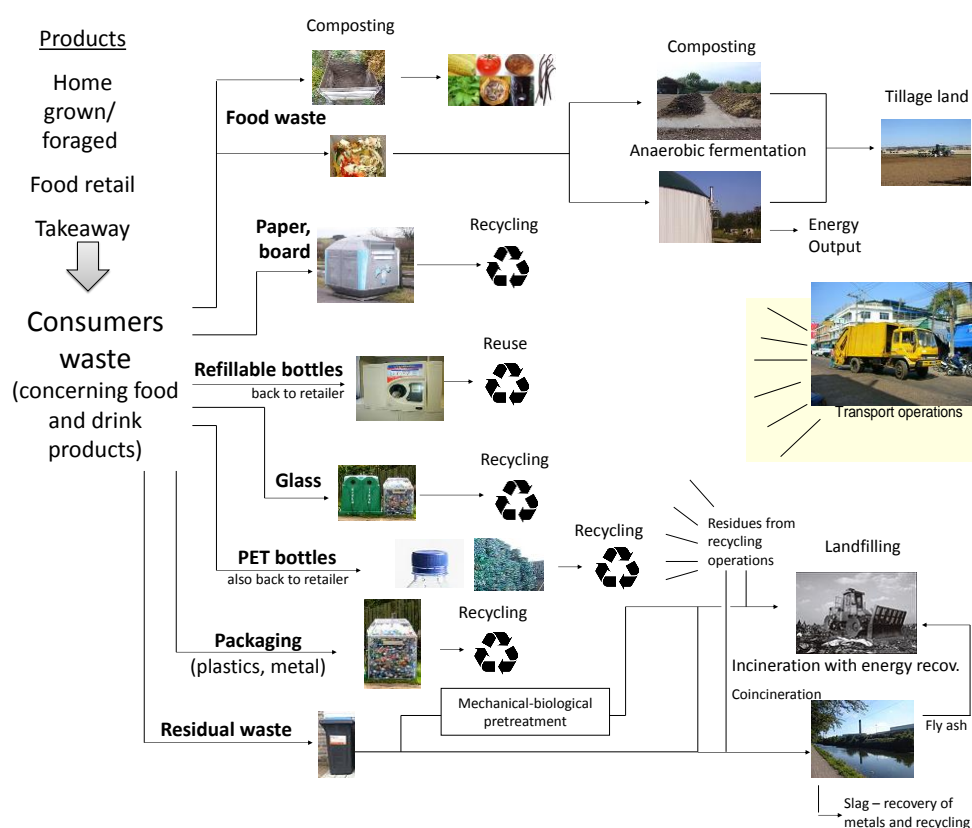 Products
Home
grown/
foraged
Food retail
Takeaway
Consumers
waste
(concerning food
and drink
products)
Composting
Food waste
Composting
Anaerobic fermentation
Tillage land
Energy
Output
Paper,
board
Recycling
Refillable bottles
back to retailer
Reuse
Transport operations
Glass
Recycling
PET bottles
also back to retailer
Recycling
Residues from
recycling
operations
Landfilling
Packaging
(plastics, metal)
Recycling
Incineration with energy recov.
Coincineration
Mechanical-biological
pretreatment
Residual waste
Fly ash
Slag – recovery of
metals and recycling